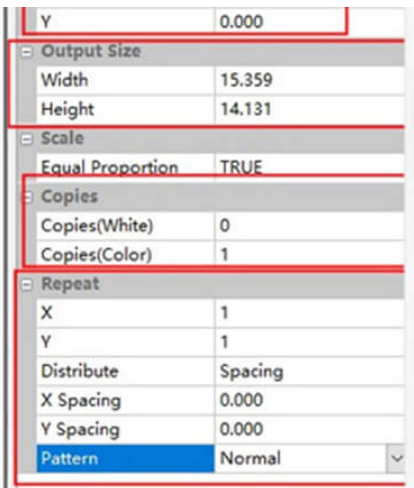 Y 0.000
Output Size
Width 15.359
Height 14.131
Scale
Equal Proportion TRUE
Copies
Copies(White) 0
Copies(Color) 1
Repeat
X 1
Y 1
Distribute Spacing
X Spacing 0.000
Y Spacing 0.000
Pattern Normal